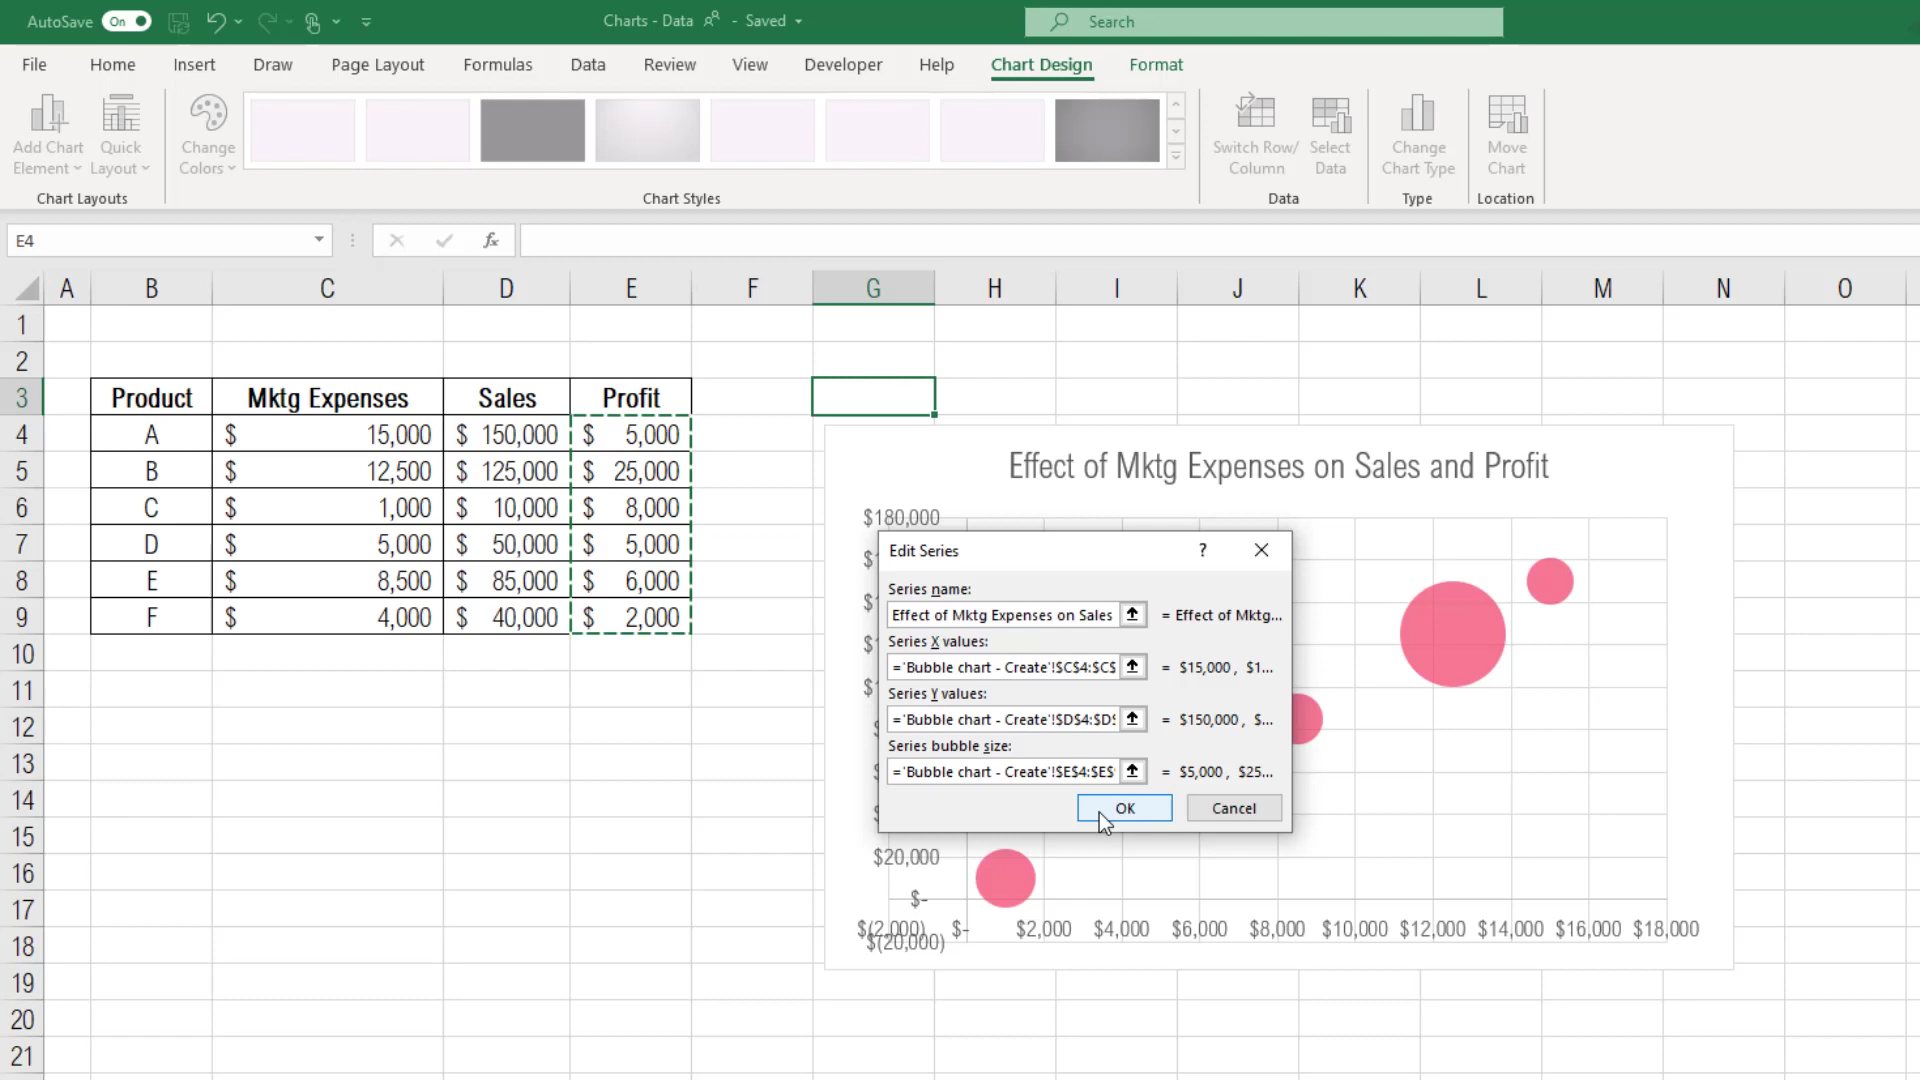 AutoSave On Charts - Data - Saved Search
File Home Insert Draw Page Layout Formulas Data Review View Developer Help Chart Design Format
Add Chart Element Quick Layout Change Colors Switch Row/ Column Select Data Change Chart Type Move Chart
Chart Layouts Chart Styles Data Type Location
E4 fx
A B C D E F G H I J K L M N O
1
2
3 Product Mktg Expenses Sales Profit
4 A $ 15,000 $ 150,000 $ 5,000
5 B $ 12,500 $ 125,000 $ 25,000
6 C $ 1,000 $ 10,000 $ 8,000
7 D $ 5,000 $ 50,000 $ 5,000
8 E $ 8,500 $ 85,000 $ 6,000
9 F $ 4,000 $ 40,000 $ 2,000
10
11
12
13
14
15
16
17
18
19
20
21
Effect of Mktg Expenses on Sales and Profit
$180,000
Edit Series ?
Series name:
Effect of Mktg Expenses on Sales = Effect of Mktg...
Series X values:
='Bubble chart - Create'!$C$4:$C$ = $15,000, $1...
Series Y values:
='Bubble chart - Create'!$D$4:$D$ = $150,000, $...
Series bubble size:
='Bubble chart - Create'!$E$4:$E$ = $5,000, $25...
OK Cancel
$20,000
$-
$(2,000) $- $2,000 $4,000 $6,000 $8,000 $10,000 $12,000 $14,000 $16,000 $18,000
$(20,000)